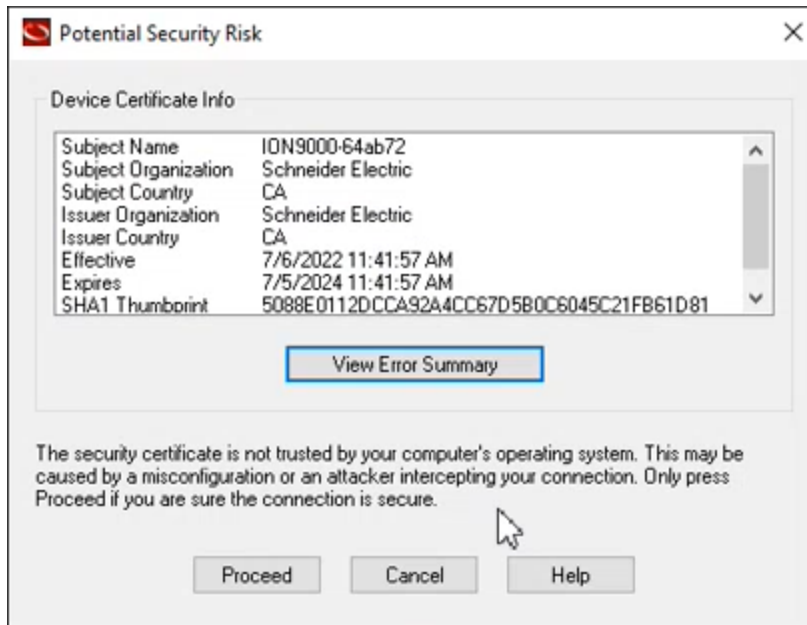 Potential Security Risk
Device Certificate Info
Subject Name ION9000-64ab72
Subject Organization Schneider Electric
Subject Country CA
Issuer Organization Schneider Electric
Issuer Country CA
Effective 7/6/2022 11:41:57 AM
Expires 7/5/2024 11:41:57 AM
SHA1 Thumbprint 5088E0112DCCA92A4CC67D5B0C6045C21FB61D81
View Error Summary
The security certificate is not trusted by your computer's operating system. This may be
caused by a misconfiguration or an attacker intercepting your connection. Only press
Proceed if you are sure the connection is secure.
Proceed Cancel Help